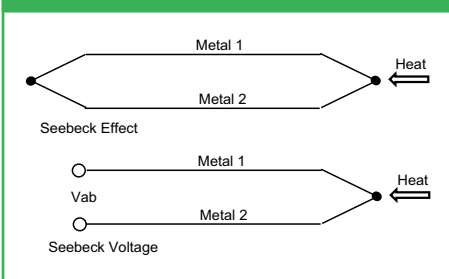 Metal 1
Heat
Metal 2
Seebeck Effect
Metal 1
Heat
Vab
Metal 2
Seebeck Voltage